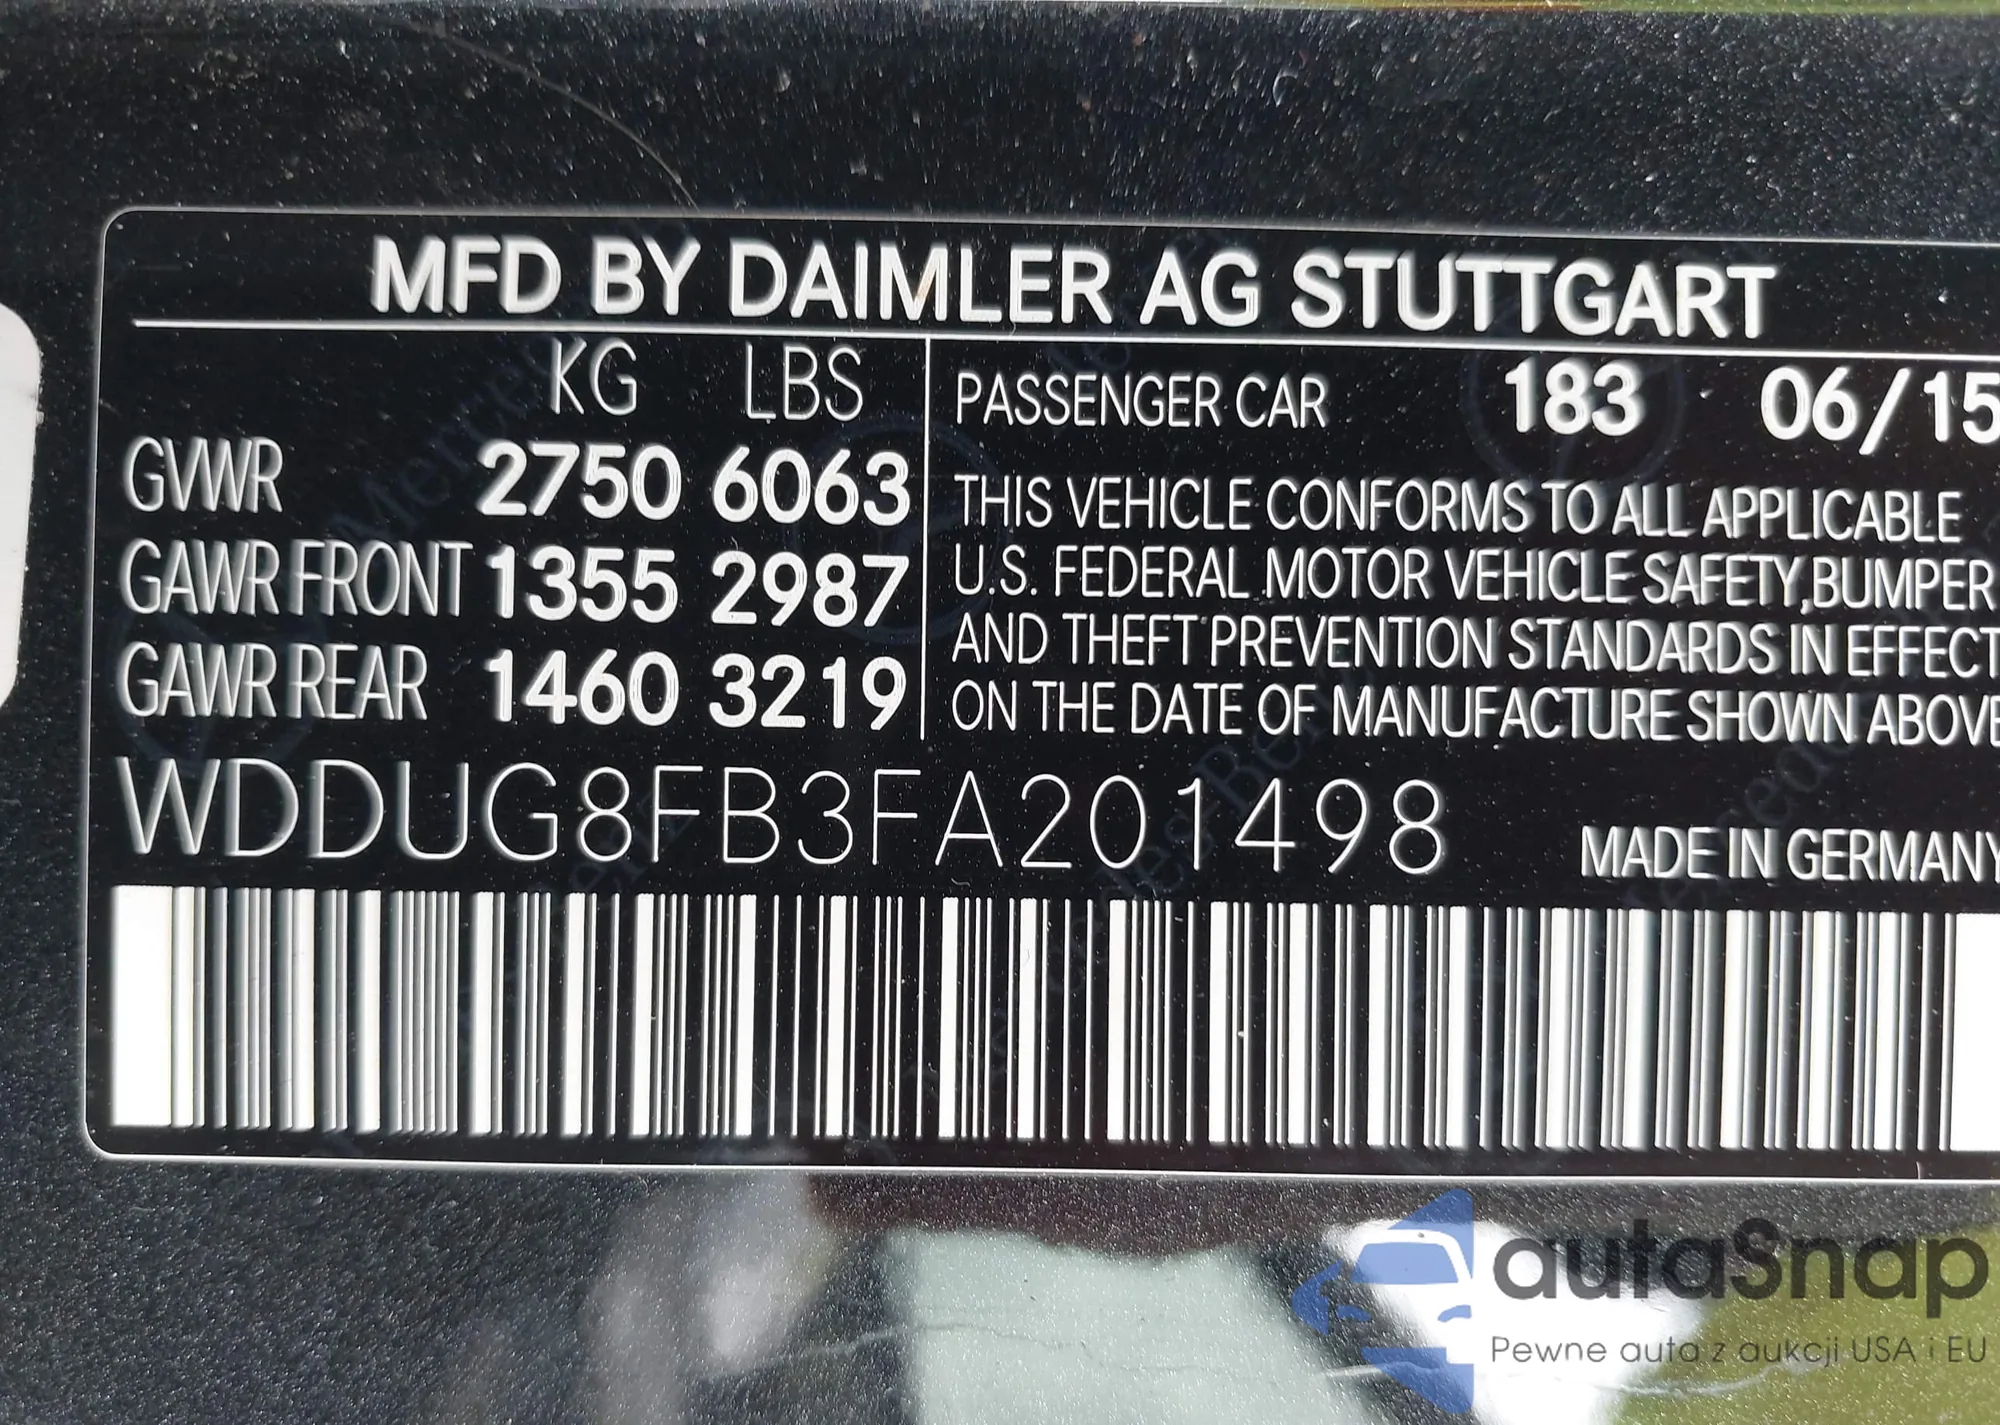 MFD BY DAIMLER AG STUTTGART
KG LBS
GVWR 2750 6063
GAWR FRONT 1355 2987
GAWR REAR 1460 3219
PASSENGER CAR 183 06/15
THIS VEHICLE CONFORMS TO ALL APPLICABLE
U.S. FEDERAL MOTOR VEHICLE SAFETY,BUMPER
AND THEFT PREVENTION STANDARDS IN EFFECT
ON THE DATE OF MANUFACTURE SHOWN ABOVE
WDDUG8FB3FA201498
MADE IN GERMANY
autaSnap
Pewne auta z aukcji USA i EU